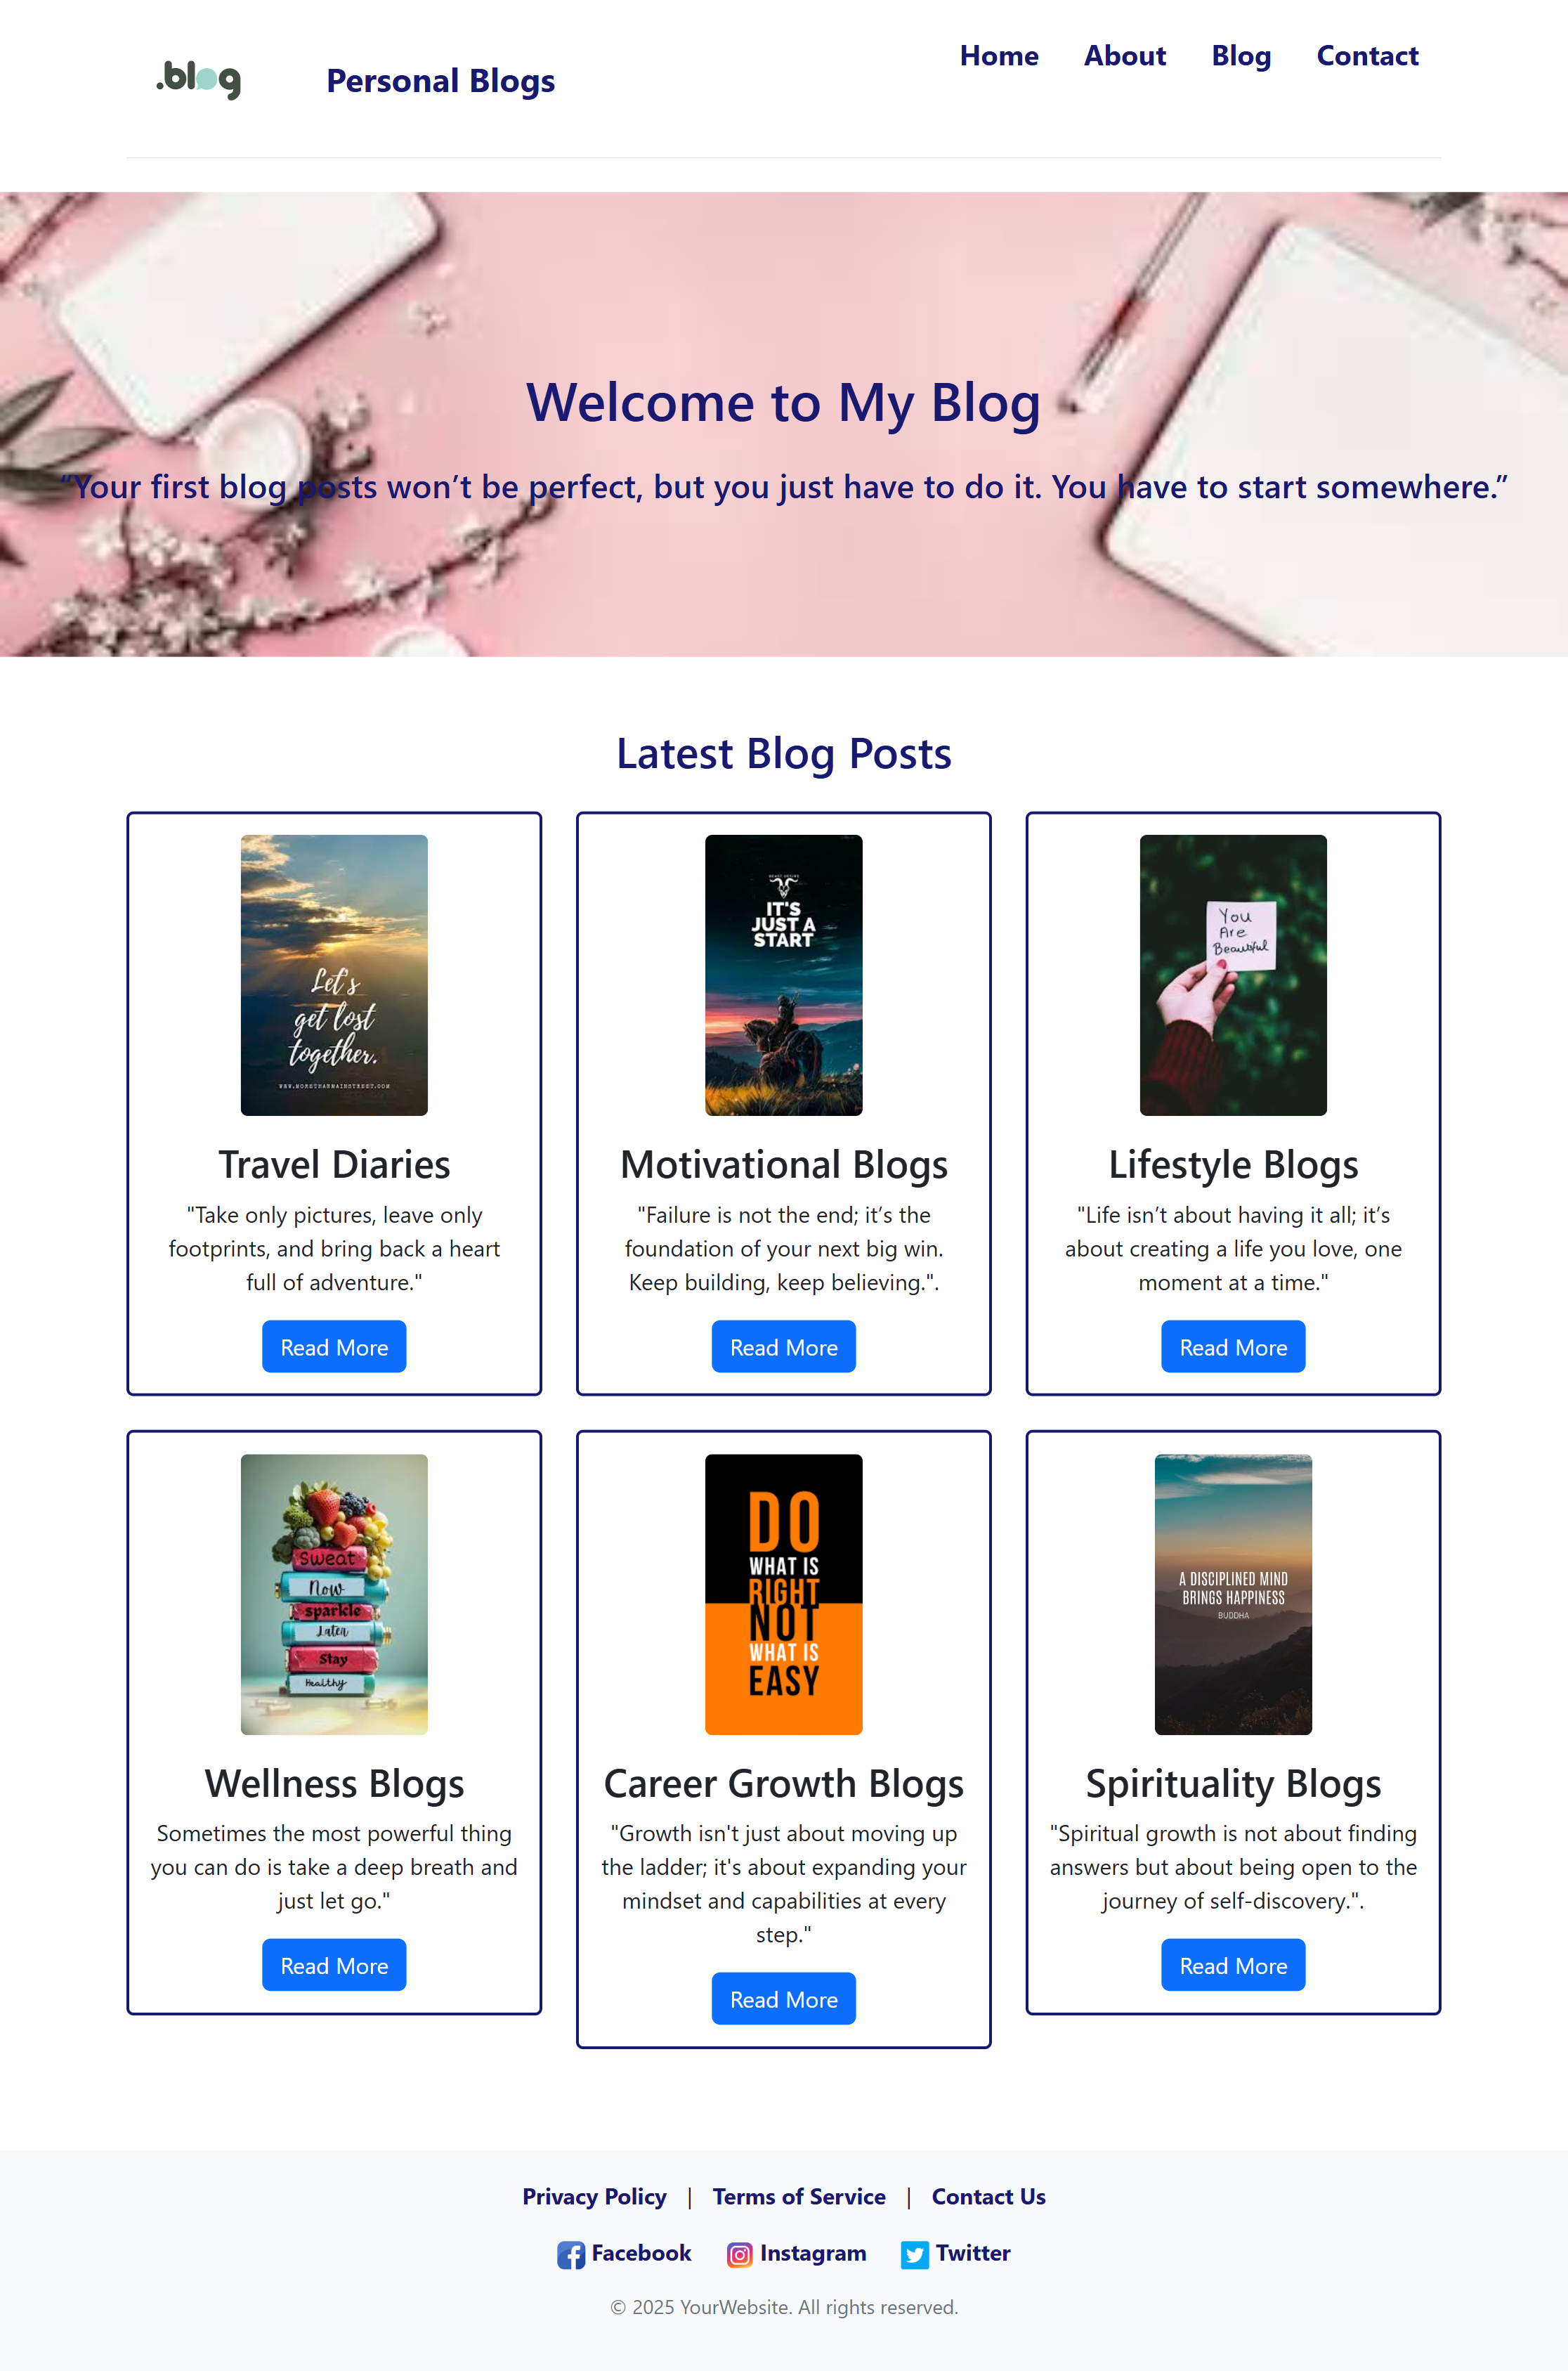 .blog
Personal Blogs
Home About Blog Contact
Welcome to My Blog
“Your first blog posts won’t be perfect, but you just have to do it. You have to start somewhere.”
Latest Blog Posts
Let's
get lost
together.
WWW.MORETHANMAINSTREET.COM
Travel Diaries
"Take only pictures, leave only
footprints, and bring back a heart
full of adventure."
Read More
BEAST DESIRE
IT'S
JUST A
START
Motivational Blogs
"Failure is not the end; it’s the
foundation of your next big win.
Keep building, keep believing.".
Read More
You
Are
Beautiful
Lifestyle Blogs
"Life isn’t about having it all; it’s
about creating a life you love, one
moment at a time."
Read More
Sweat
Now
sparkle
Later
Stay
Healthy
Wellness Blogs
Sometimes the most powerful thing
you can do is take a deep breath and
just let go."
Read More
DO
WHAT IS
RIGHT
NOT
WHAT IS
EASY
Career Growth Blogs
"Growth isn't just about moving up
the ladder; it's about expanding your
mindset and capabilities at every
step."
Read More
A DISCIPLINED MIND
BRINGS HAPPINESS
BUDDHA
Spirituality Blogs
"Spiritual growth is not about finding
answers but about being open to the
journey of self-discovery.".
Read More
Privacy Policy | Terms of Service | Contact Us
Facebook Instagram Twitter
© 2025 YourWebsite. All rights reserved.